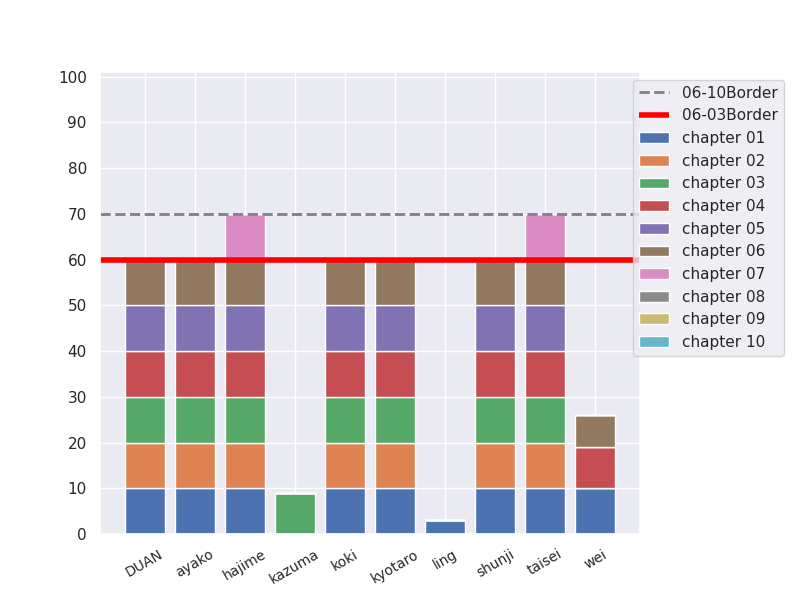 100
90
80
70
60
50
40
30
20
10
0
DUAN
ayako
hajime
kazuma
koki
kyotaro
ling
shunji
taisei
wei
06-10Border
06-03Border
chapter 01
chapter 02
chapter 03
chapter 04
chapter 05
chapter 06
chapter 07
chapter 08
chapter 09
chapter 10